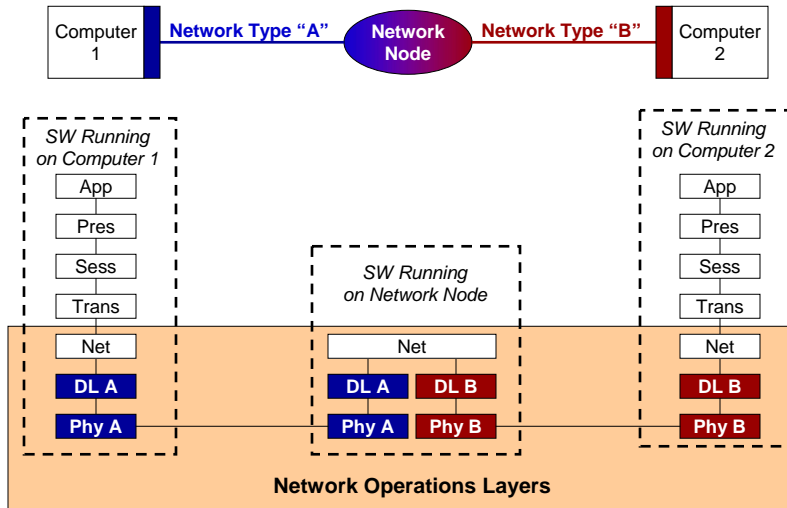 Computer
1
Network Type “A”
Network
Node
Network Type “B”
Computer
2
SW Running
on Computer 1
App
Pres
Sess
Trans
Net
DL A
Phy A
SW Running
on Network Node
Net
DL A
DL B
Phy A
Phy B
SW Running
on Computer 2
App
Pres
Sess
Trans
Net
DL B
Phy B
Network Operations Layers